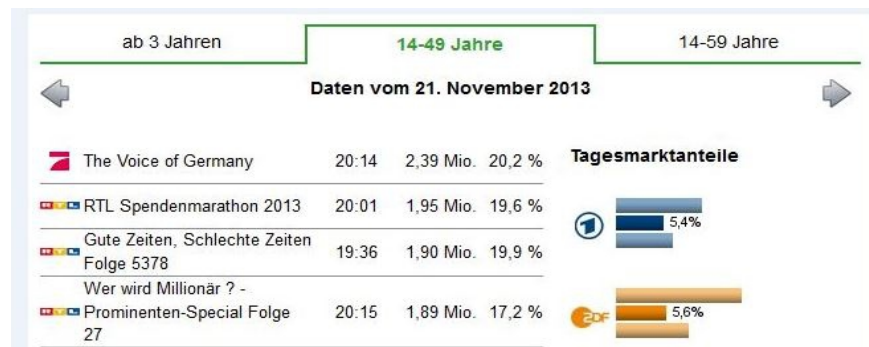 ab 3 Jahren 14-49 Jahre 14-59 Jahre
Daten vom 21. November 2013
The Voice of Germany 20:14 2,39 Mio. 20,2 %
RTL Spendenmarathon 2013 20:01 1,95 Mio. 19,6 %
Gute Zeiten, Schlechte Zeiten
Folge 5378 19:36 1,90 Mio. 19,9 %
Wer wird Millionär ? -
Prominenten-Special Folge 20:15 1,89 Mio. 17,2 %
27
Tagesmarktanteile
1 5,4%
ZDF 5,6%